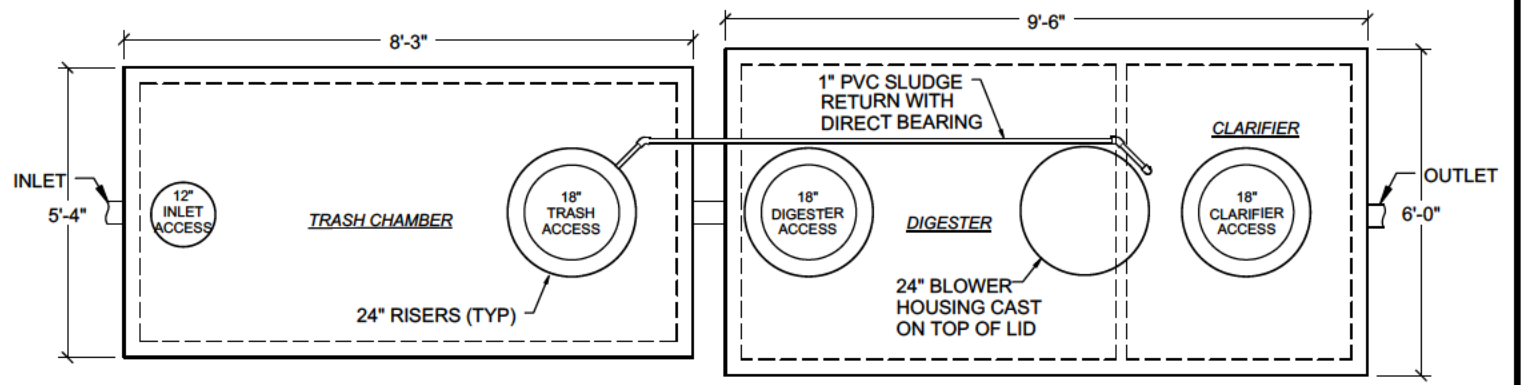 9'-6"
8'-3"
1" PVC SLUDGE
RETURN WITH
DIRECT BEARING
CLARIFIER
INLET
5'-4"
12"
INLET
ACCESS
TRASH CHAMBER
18"
TRASH
ACCESS
18"
DIGESTER
ACCESS
DIGESTER
18"
CLARIFIER
ACCESS
OUTLET
6'-0"
24" RISERS (TYP)
24" BLOWER
HOUSING CAST
ON TOP OF LID